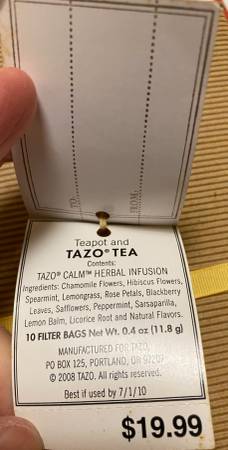 TO:
FROM:
Teapot and
TAZO® TEA
Contents:
TAZO® CALM™ HERBAL INFUSION
Ingredients: Chamomile Flowers, Hibiscus Flowers,
Spearmint, Lemongrass, Rose Petals, Blackberry
Leaves, Safflowers, Peppermint, Sarsaparilla,
Lemon Balm, Licorice Root and Natural Flavors.
10 FILTER BAGS Net Wt. 0.4 oz (11.8 g)
MANUFACTURED FOR TAZO,
PO BOX 125, PORTLAND, OR 97207
© 2008 TAZO. All rights reserved.
Best if used by 7/1/10
$19.99